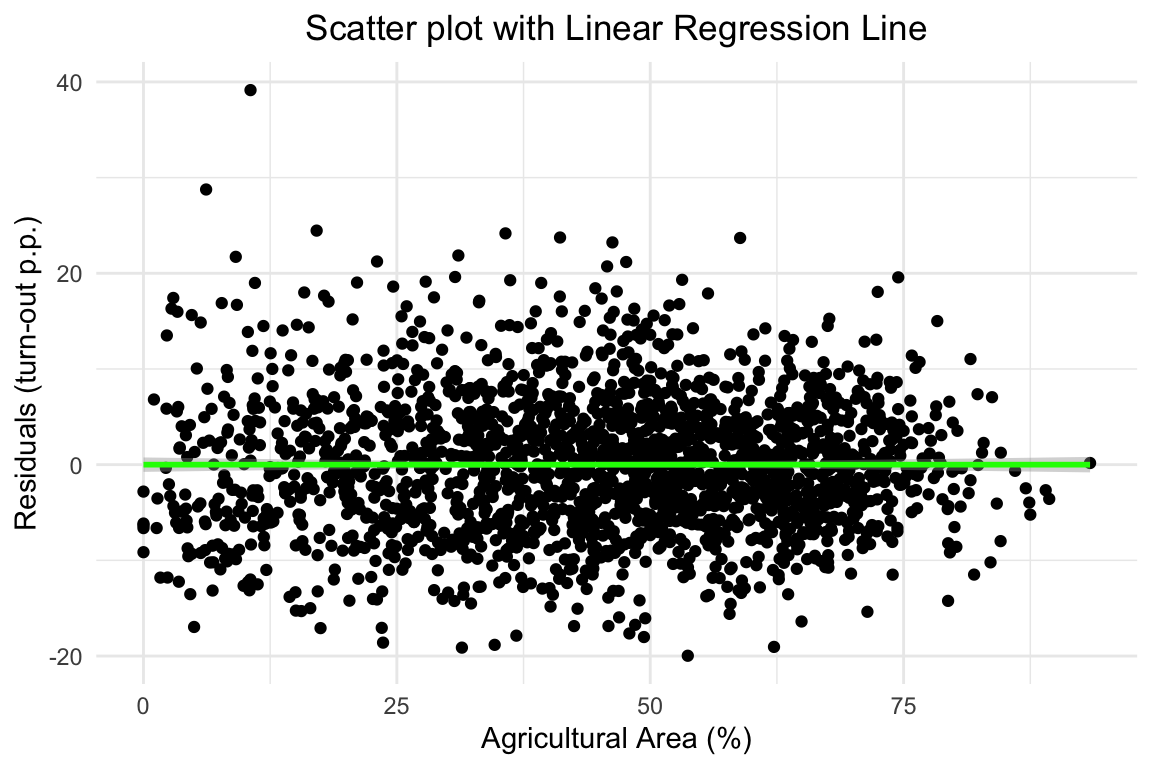 Scatter plot with Linear Regression Line
40
20
0
-20
Residuals (turn-out p.p.)
0 25 50 75
Agricultural Area (%)